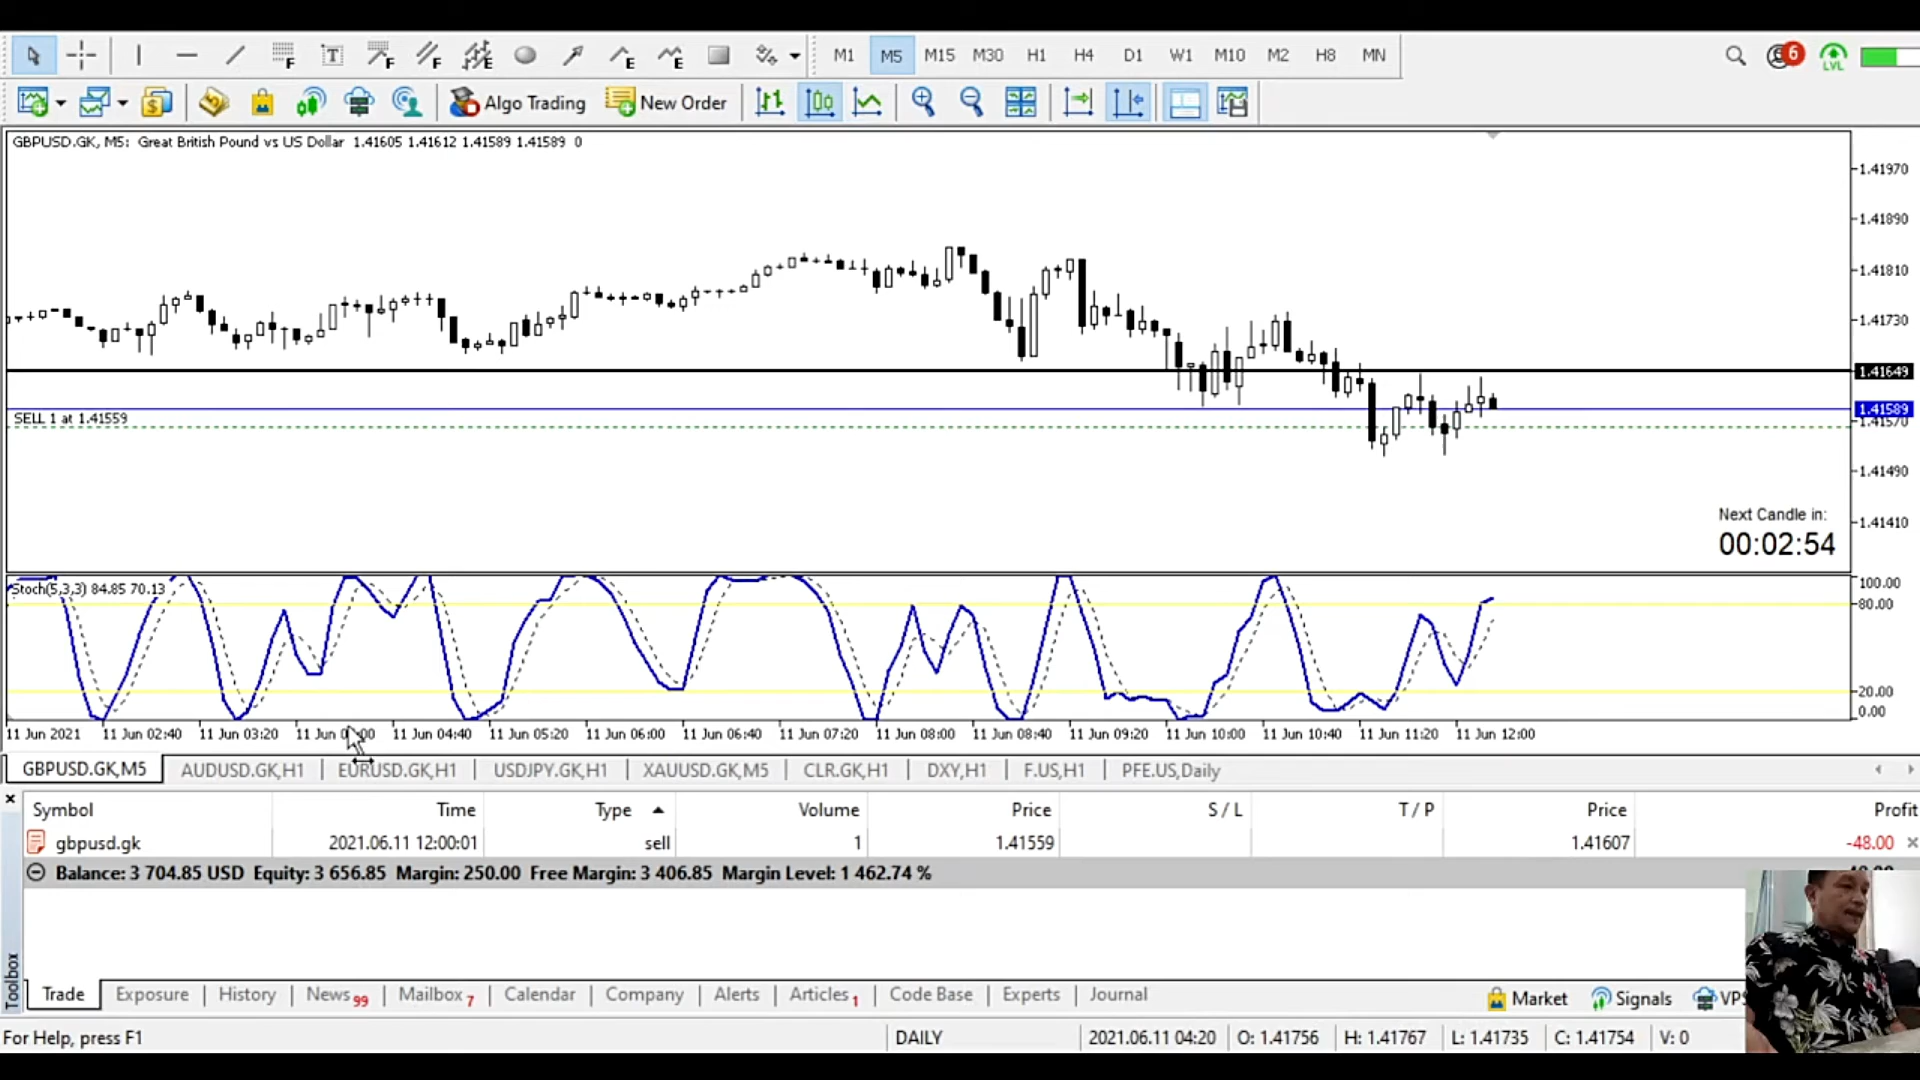 M1 M5 M15 M30 H1 H4 D1 W1 M10 M2 H8 MN 6 LVL
Algo Trading New Order
GBPUSD.GK, M5: Great British Pound vs US Dollar 1.41605 1.41612 1.41589 1.41589 0
1.41970
1.41890
1.41810
1.41730
1.41649
1.41589
SELL 1 at 1.41559
1.41570
1.41490
Next Candle in:
1.41410
00:02:54
Stoch(5,3,3) 84.85 70.13
100.00
80.00
20.00
0.00
11 Jun 2021 11 Jun 02:40 11 Jun 03:20 11 Jun 11 Jun 04:40 11 Jun 05:20 11 Jun 06:00 11 Jun 06:40 11 Jun 07:20 11 Jun 08:00 11 Jun 08:40 11 Jun 09:20 11 Jun 10:00 11 Jun 10:40 11 Jun 11:20 11 Jun 12:00
GBPUSD.GK,M5 AUDUSD.GK,H1 EURUSD.GK,H1 USDJPY.GK,H1 XAUUSD.GK,M5 CLR.GK,H1 DXY,H1 F.US,H1 PFE.US,Daily
Symbol Time Type Volume Price S / L T / P Price Profit
gbpusd.gk 2021.06.11 12:00:01 sell 1 1.41559 1.41607 -48.00
Balance: 3 704.85 USD Equity: 3 656.85 Margin: 250.00 Free Margin: 3 406.85 Margin Level: 1 462.74 %
Toolbox
Trade Exposure History News 99 Mailbox 7 Calendar Company Alerts Articles 1 Code Base Experts Journal
Market Signals VPS
For Help, press F1 DAILY 2021.06.11 04:20 O: 1.41756 H: 1.41767 L: 1.41735 C: 1.41754 V: 0